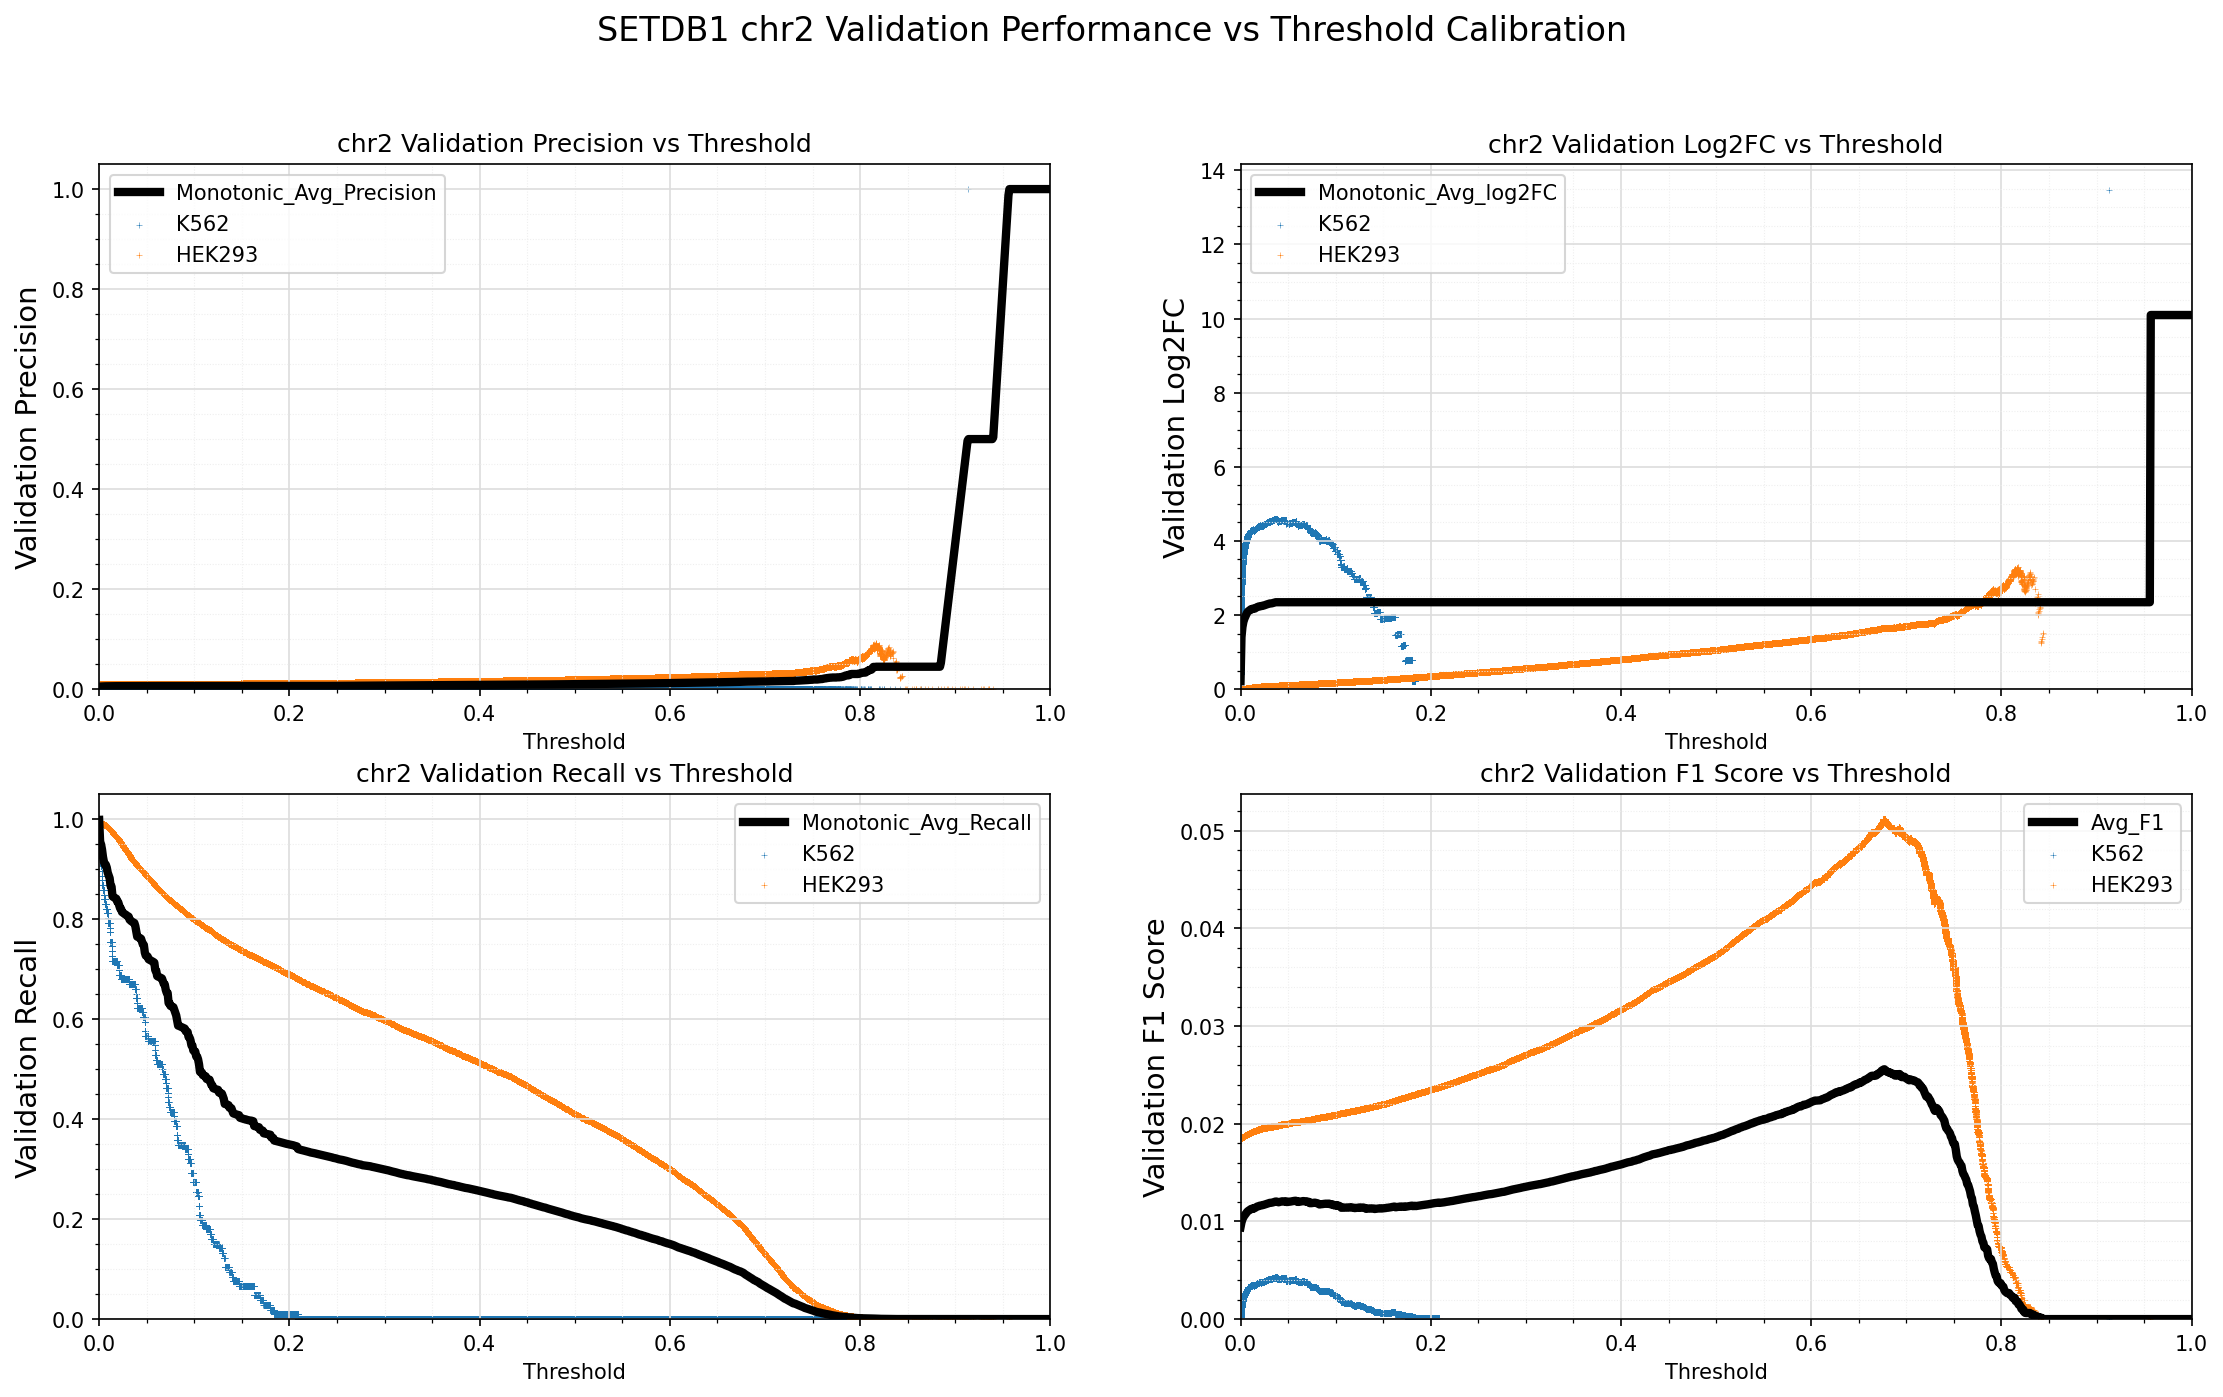 SETDB1 chr2 Validation Performance vs Threshold Calibration
chr2 Validation Precision vs Threshold
Validation Precision
1.0
0.8
0.6
0.4
0.2
0.0
Monotonic_Avg_Precision
K562
HEK293
0.0 0.2 0.4 0.6 0.8 1.0
Threshold
chr2 Validation Log2FC vs Threshold
Validation Log2FC
14
12
10
8
6
4
2
0
Monotonic_Avg_log2FC
K562
HEK293
0.0 0.2 0.4 0.6 0.8 1.0
Threshold
chr2 Validation Recall vs Threshold
Validation Recall
1.0
0.8
0.6
0.4
0.2
0.0
Monotonic_Avg_Recall
K562
HEK293
0.0 0.2 0.4 0.6 0.8 1.0
Threshold
chr2 Validation F1 Score vs Threshold
Validation F1 Score
0.05
0.04
0.03
0.02
0.01
0.00
Avg_F1
K562
HEK293
0.0 0.2 0.4 0.6 0.8 1.0
Threshold